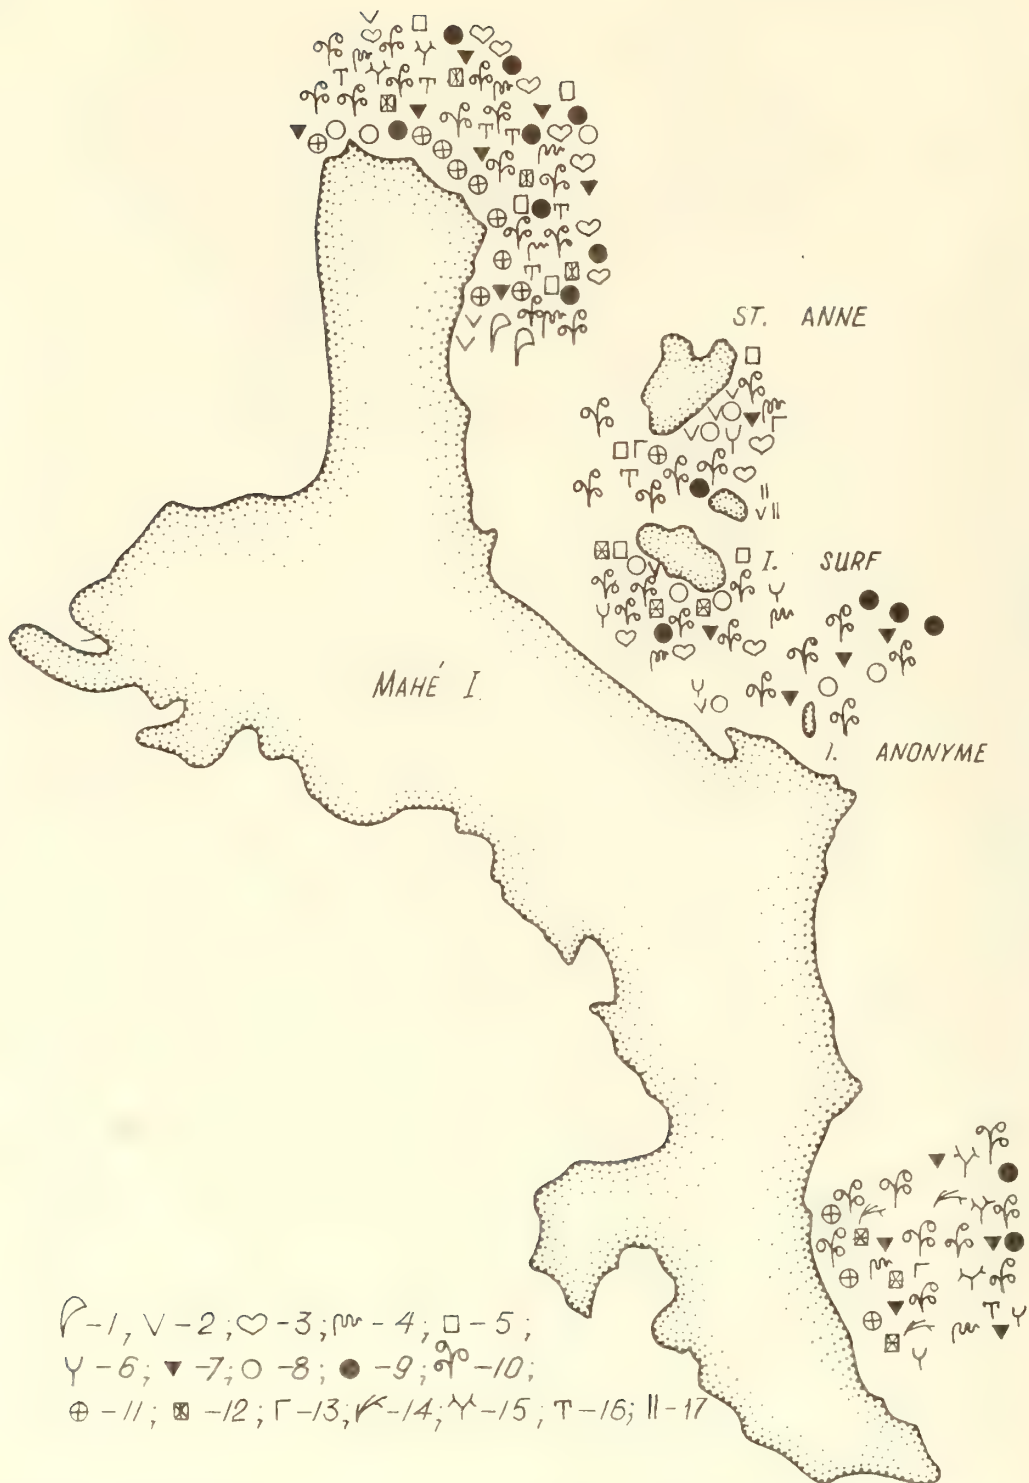 ST. ANNE
I. SURF
MAHÉ I.
I. ANONYME
-1, -2; -3; -4; -5;
-6; -7; -8; -9; -10;
-11; -12; -13, -14; -15; -16; -17